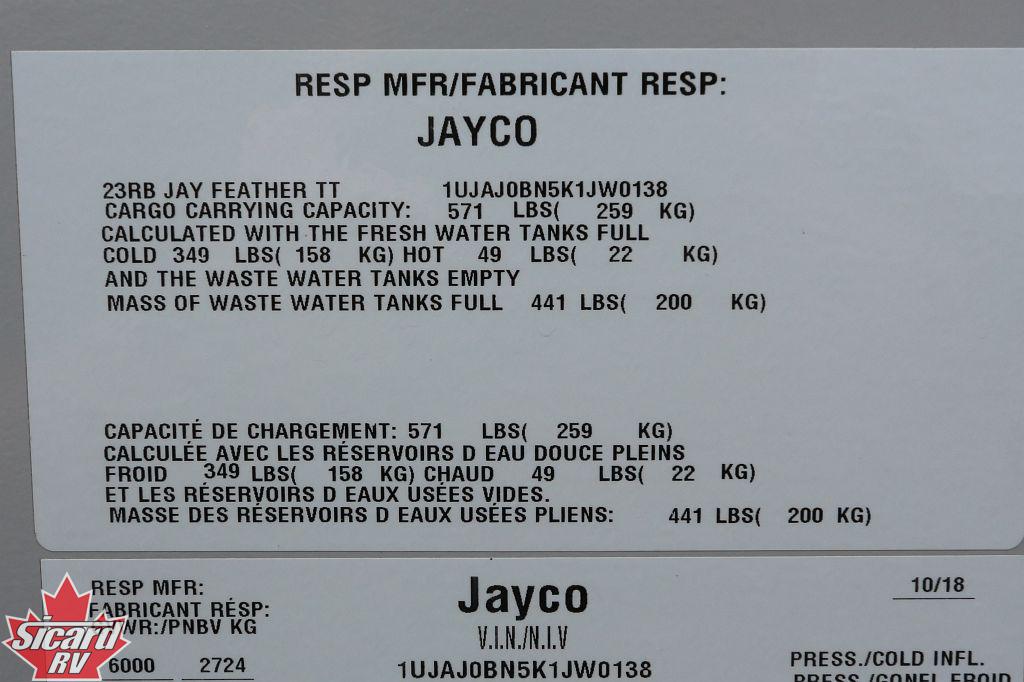 RESP MFR/FABRICANT RESP:
JAYCO
23RB JAY FEATHER TT 1UJAJ0BN5K1JW0138
CARGO CARRYING CAPACITY: 571 LBS( 259 KG)
CALCULATED WITH THE FRESH WATER TANKS FULL
COLD 349 LBS( 158 KG) HOT 49 LBS( 22 KG)
AND THE WASTE WATER TANKS EMPTY
MASS OF WASTE WATER TANKS FULL 441 LBS( 200 KG)
CAPACITÉ DE CHARGEMENT: 571 LBS( 259 KG)
CALCULÉE AVEC LES RÉSERVOIRS D EAU DOUCE PLEINS
FROID 349 LBS( 158 KG) CHAUD 49 LBS( 22 KG)
ET LES RÉSERVOIRS D EAUX USÉES VIDES.
MASSE DES RÉSERVOIRS D EAUX USÉES PLIENS: 441 LBS( 200 KG)
RESP MFR: Jayco 10/18
FABRICANT RÉSP: V.I.N./N.I.V
/PNBV KG
6000 2724 1UJAJ0BN5K1JW0138 PRESS./COLD INFL.
Sicard
RV